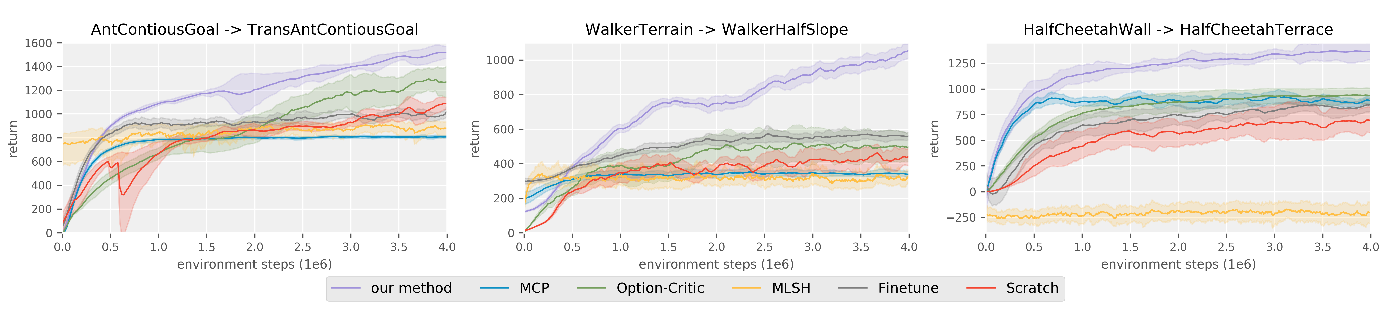 AntContiousGoal -> TransAntContiousGoal
1600
1400
1200
1000
800
600
400
200
0
return
0.0 0.5 1.0 1.5 2.0 2.5 3.0 3.5 4.0
environment steps (1e6)
WalkerTerrain -> WalkerHalfSlope
1000
800
600
400
200
0
return
0.0 0.5 1.0 1.5 2.0 2.5 3.0 3.5 4.0
environment steps (1e6)
HalfCheetahWall -> HalfCheetahTerrace
1250
1000
750
500
250
0
−250
return
0.0 0.5 1.0 1.5 2.0 2.5 3.0 3.5 4.0
environment steps (1e6)
our method MCP Option-Critic MLSH Finetune Scratch